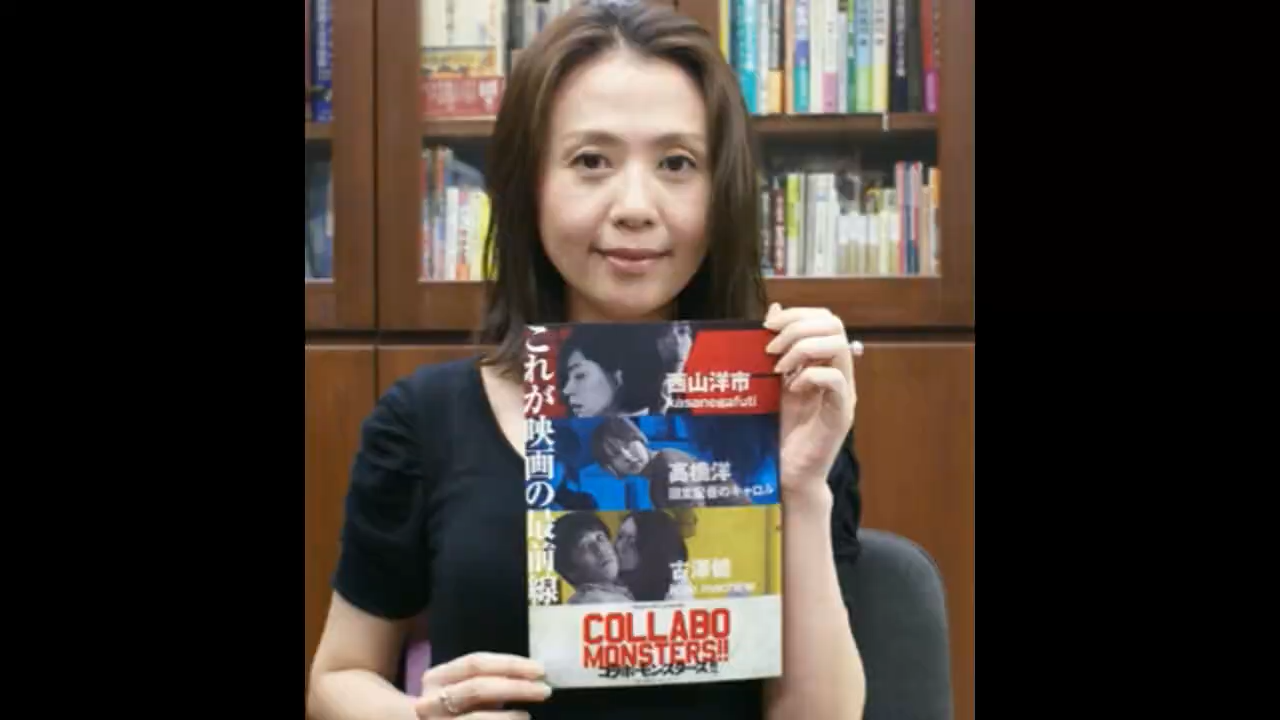 これが映画の最前線
西山洋市
kasanegafuti
高橋洋
旧支配者のキャロル
古澤健
COLLABO
MONSTERS!!
コラボ・モンスターズ!!